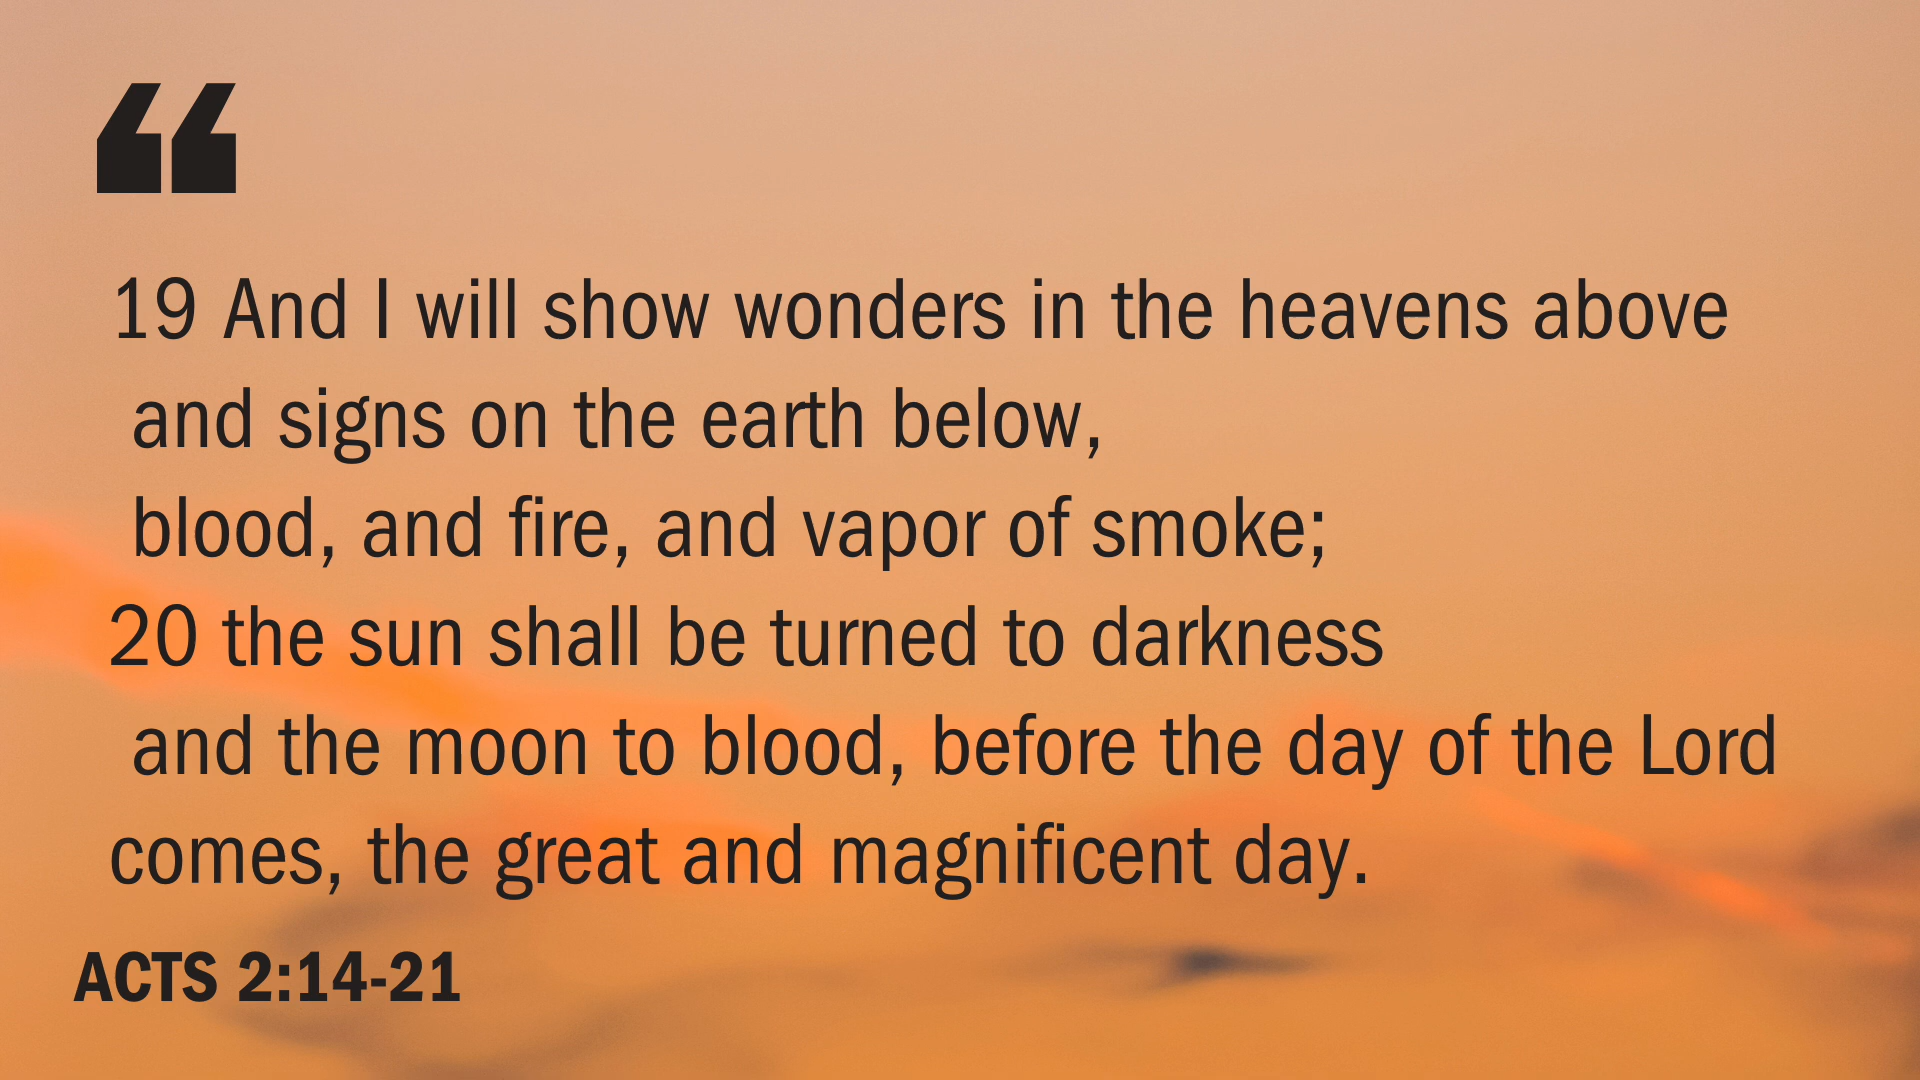 “
19 And I will show wonders in the heavens above
and signs on the earth below,
blood, and fire, and vapor of smoke;
20 the sun shall be turned to darkness
and the moon to blood, before the day of the Lord
comes, the great and magnificent day.
ACTS 2:14-21